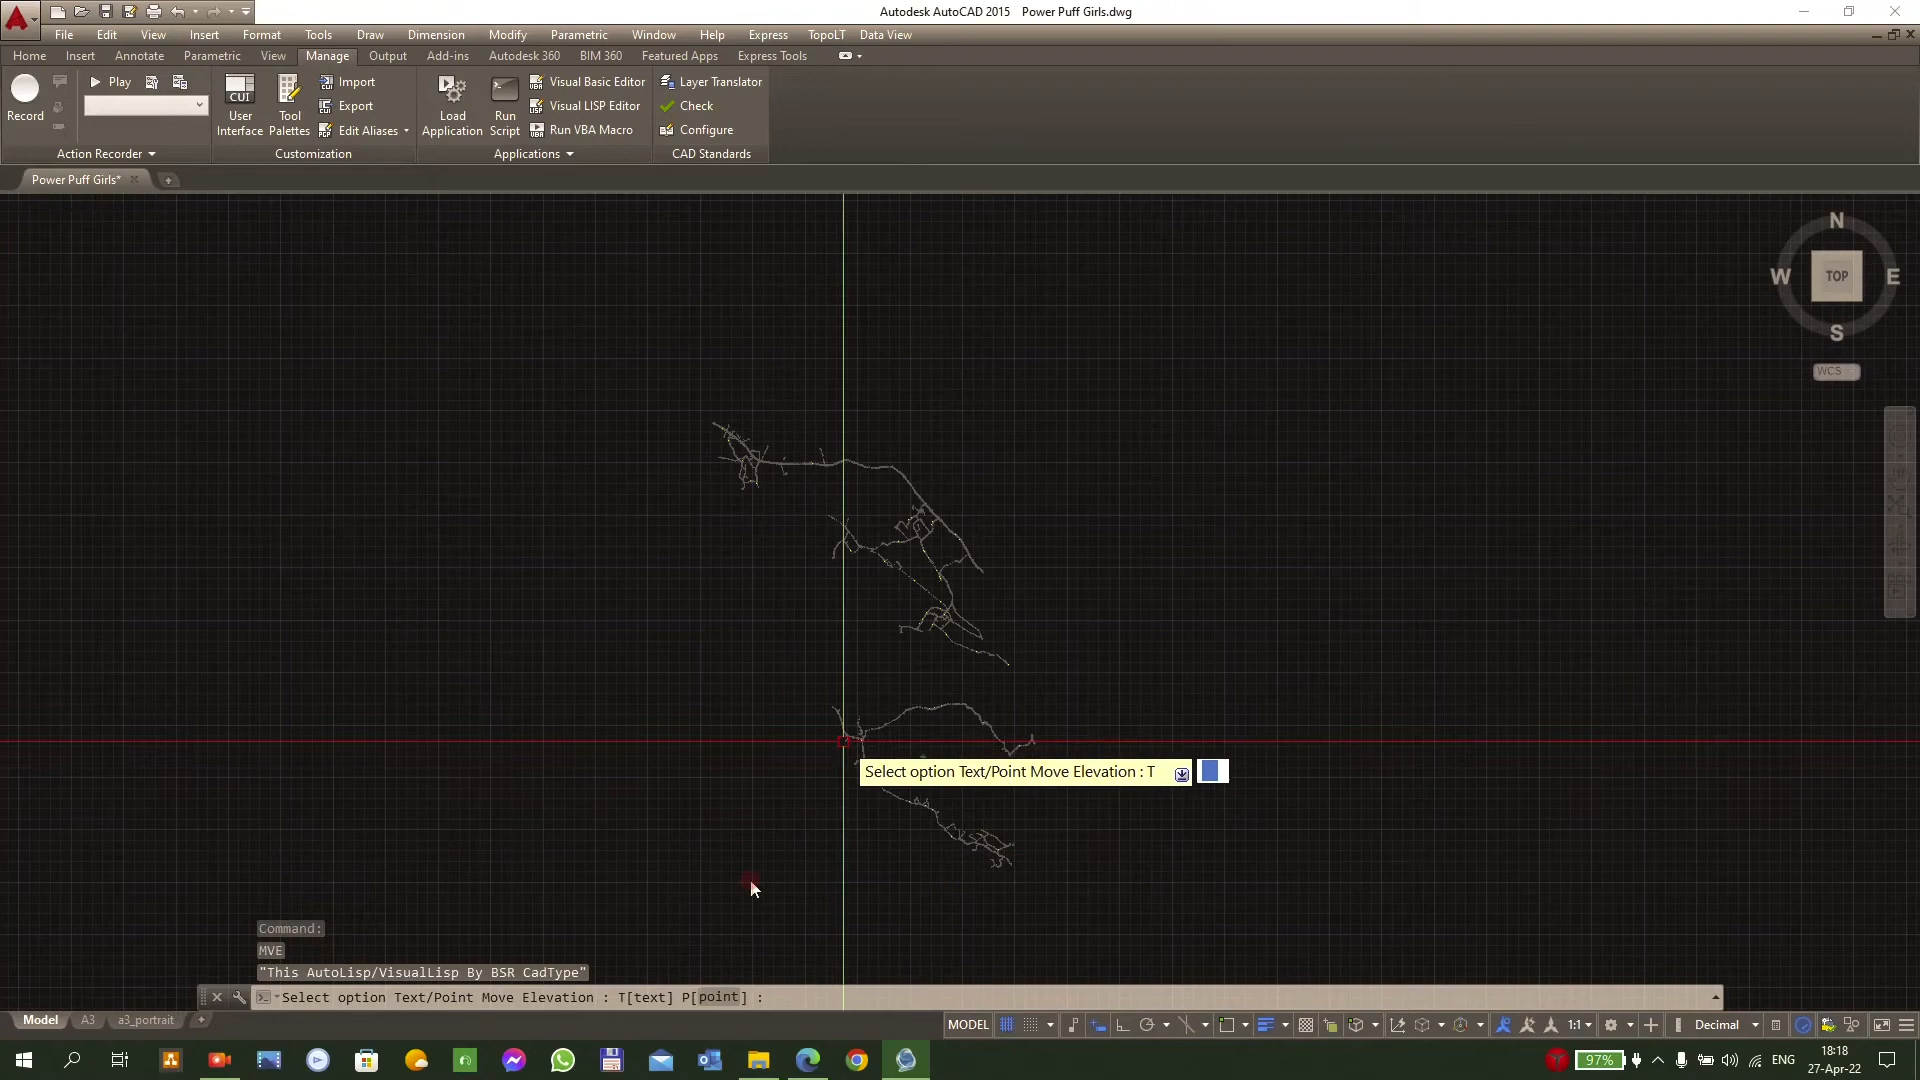 Autodesk AutoCAD 2015 Power Puff Girls.dwg
File Edit View Insert Format Tools Draw Dimension Modify Parametric Window Help Express TopoLT Data View
Home Insert Annotate Parametric View Manage Output Add-ins Autodesk 360 BIM 360 Featured Apps Express Tools
Record
Play
CUI
User Interface
Tool Palettes
Import
Export
Edit Aliases
Load Application
Run Script
Visual Basic Editor
Visual LISP Editor
Run VBA Macro
Layer Translator
Check
Configure
Action Recorder
Customization
Applications
CAD Standards
Power Puff Girls*
N
W TOP E
S
WCS
Select option Text/Point Move Elevation : T
Command:
MVE
"This AutoLisp/VisualLisp By BSR CadType"
Select option Text/Point Move Elevation : T[text] P[point] :
Model A3 a3_portrait
MODEL
1:1
Decimal
97%
ENG
18:18
27-Apr-22